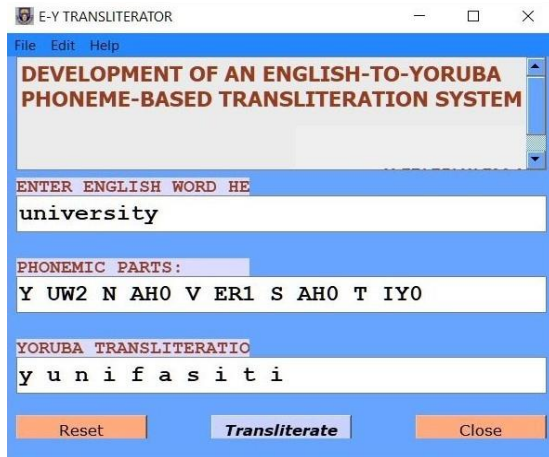 E-Y TRANSLITERATOR
File Edit Help
DEVELOPMENT OF AN ENGLISH-TO-YORUBA
PHONEME-BASED TRANSLITERATION SYSTEM
ENTER ENGLISH WORD HE
university
PHONEMIC PARTS:
Y UW2 N AH0 V ER1 S AH0 T IY0
YORUBA TRANSLITERATIO
y u n i f a s i t i
Reset Transliterate Close